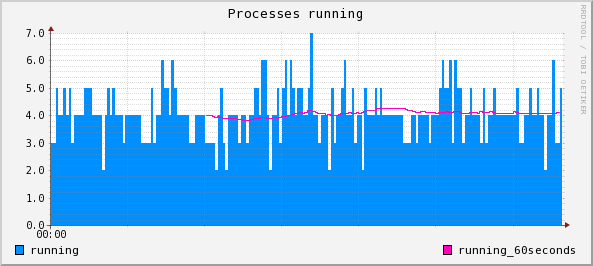 Processes running
7.0
6.0
5.0
4.0
3.0
2.0
1.0
0.0
00:00
running
running_60seconds
RRDTOOL / TOBI OETIKER